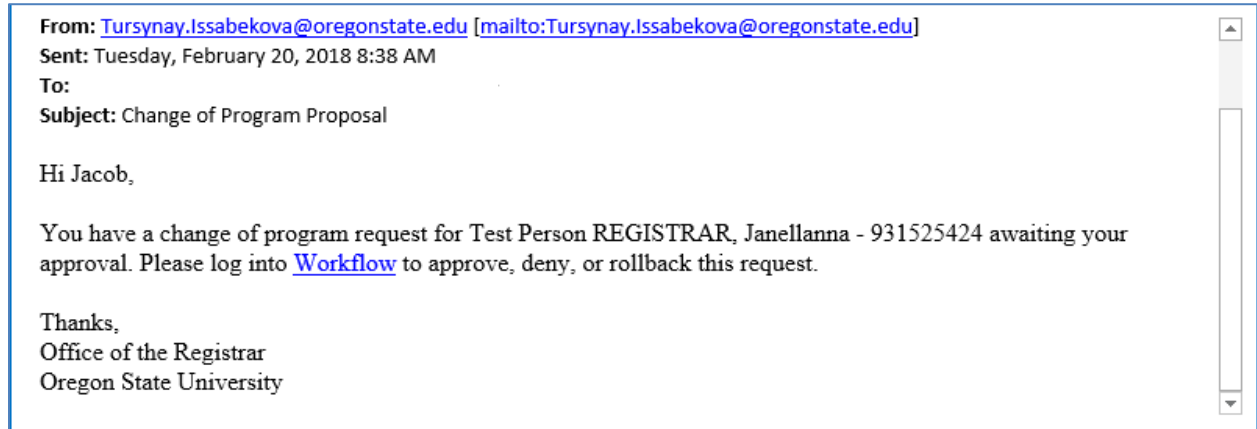 From: Tursynay.Issabekova@oregonstate.edu [mailto:Tursynay.Issabekova@oregonstate.edu]
Sent: Tuesday, February 20, 2018 8:38 AM
To:
Subject: Change of Program Proposal
Hi Jacob,
You have a change of program request for Test Person REGISTRAR, Janellanna - 931525424 awaiting your
approval. Please log into Workflow to approve, deny, or rollback this request.
Thanks,
Office of the Registrar
Oregon State University